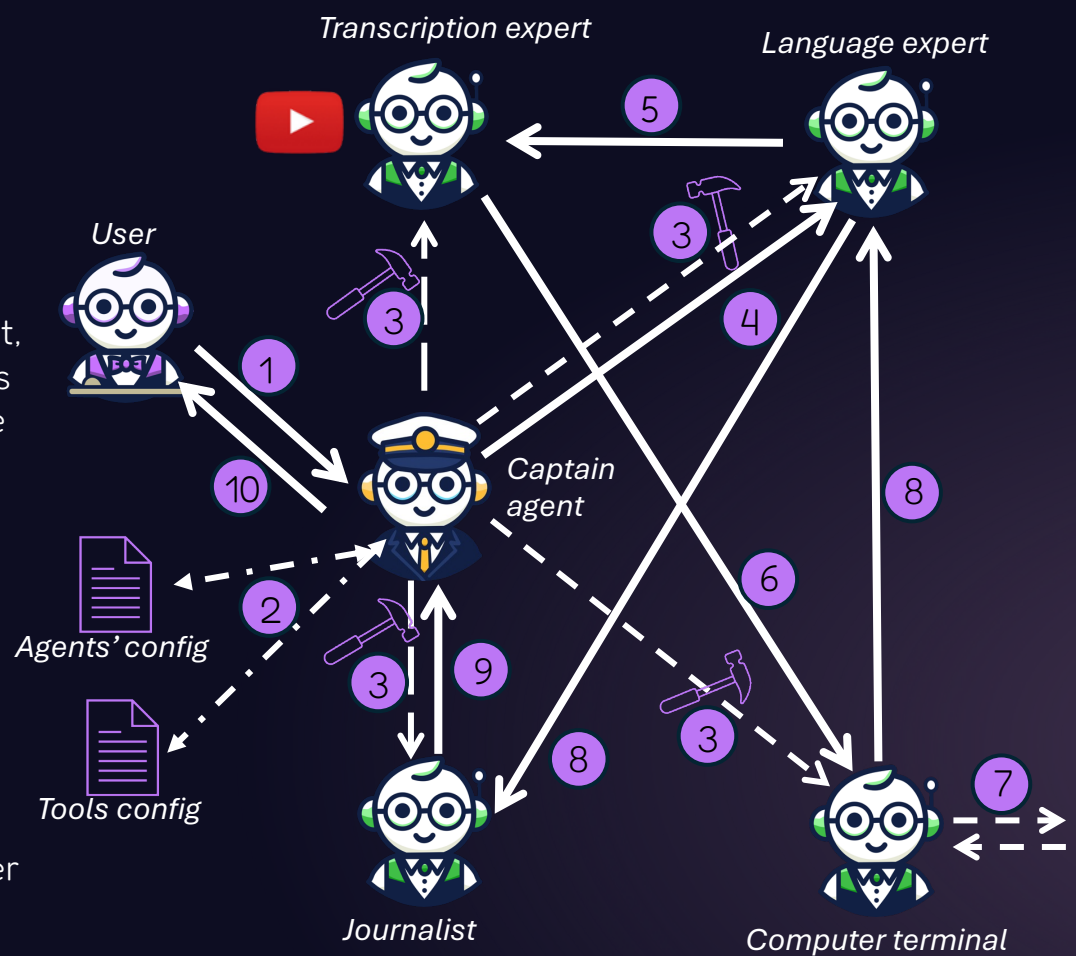 Transcription expert
Language expert
5
3
User
3
4
t,
s
e
1
10
Captain
agent
8
6
2
Agents' config
3
9
3
8
7
Tools config
er
Journalist
Computer terminal